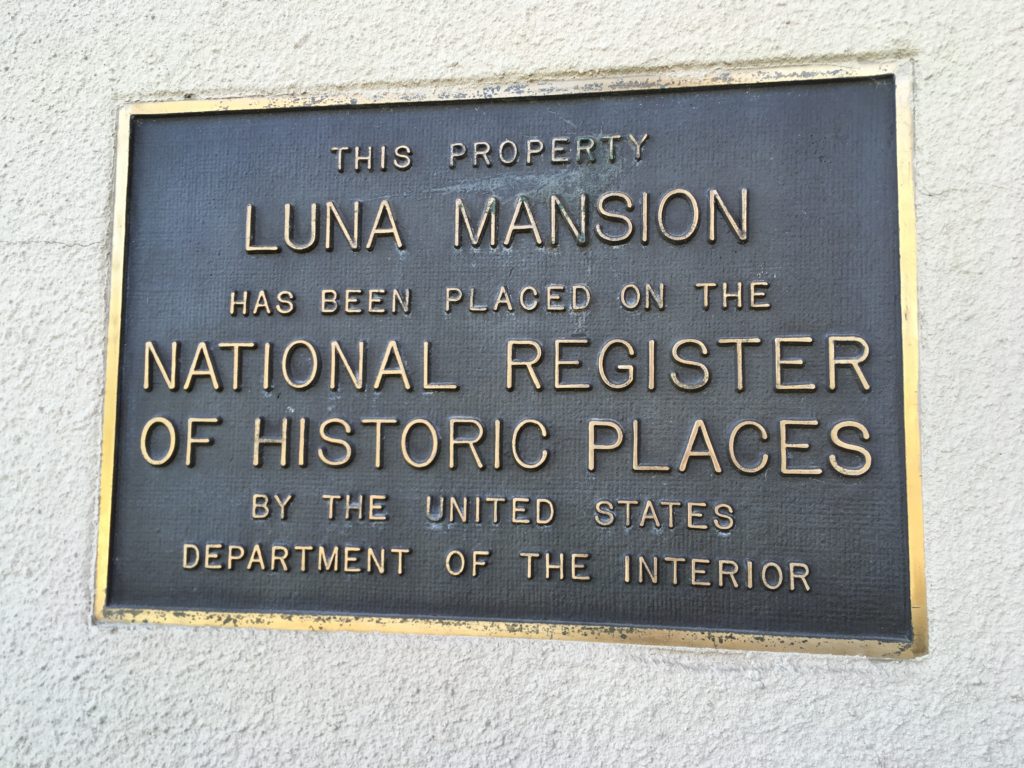 THIS PROPERTY
LUNA MANSION
HAS BEEN PLACED ON THE
NATIONAL REGISTER
OF HISTORIC PLACES
BY THE UNITED STATES
DEPARTMENT OF THE INTERIOR